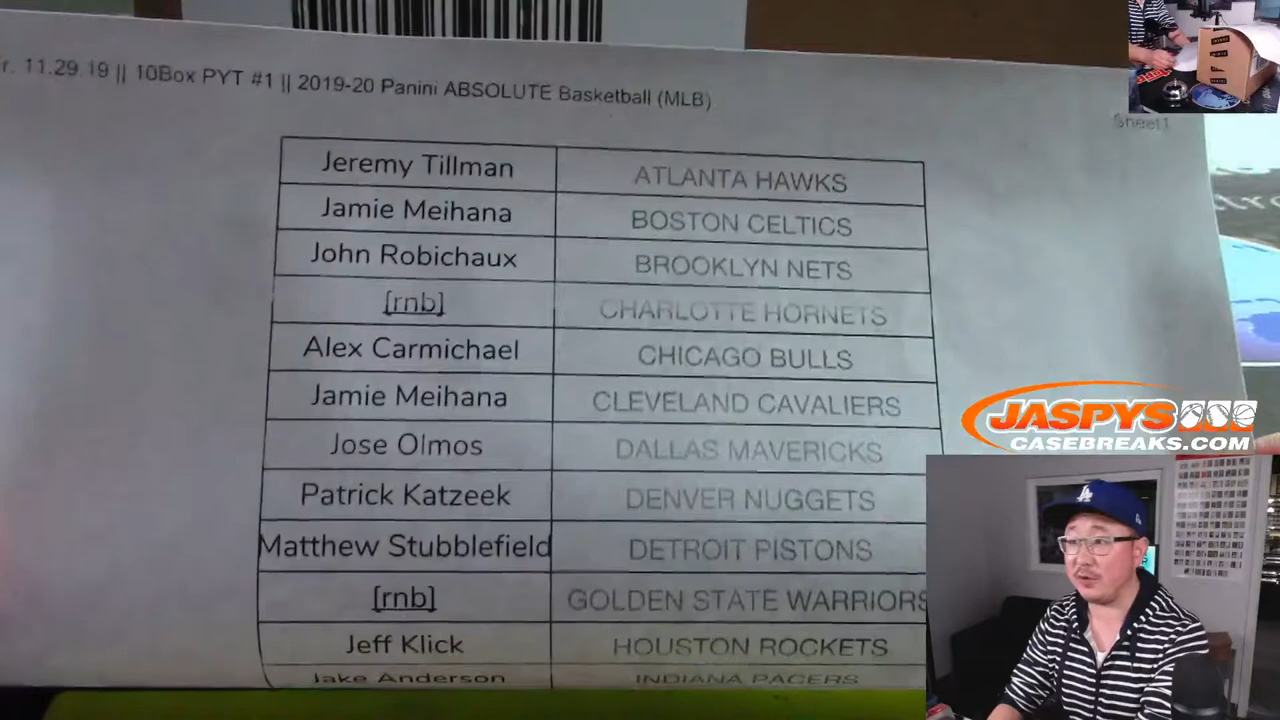 r. 11.29.19 || 10Box PYT #1 || 2019-20 Panini ABSOLUTE Basketball (MLB)
Sheet1
Jeremy Tillman ATLANTA HAWKS
Jamie Meihana BOSTON CELTICS
John Robichaux BROOKLYN NETS
[rnb] CHARLOTTE HORNETS
Alex Carmichael CHICAGO BULLS
Jamie Meihana CLEVELAND CAVALIERS
Jose Olmos DALLAS MAVERICKS
Patrick Katzeek DENVER NUGGETS
Matthew Stubblefield DETROIT PISTONS
[rnb] GOLDEN STATE WARRIORS
Jeff Klick HOUSTON ROCKETS
Jake Anderson INDIANA PACERS
JASPYS
CASEBREAKS.COM
LA